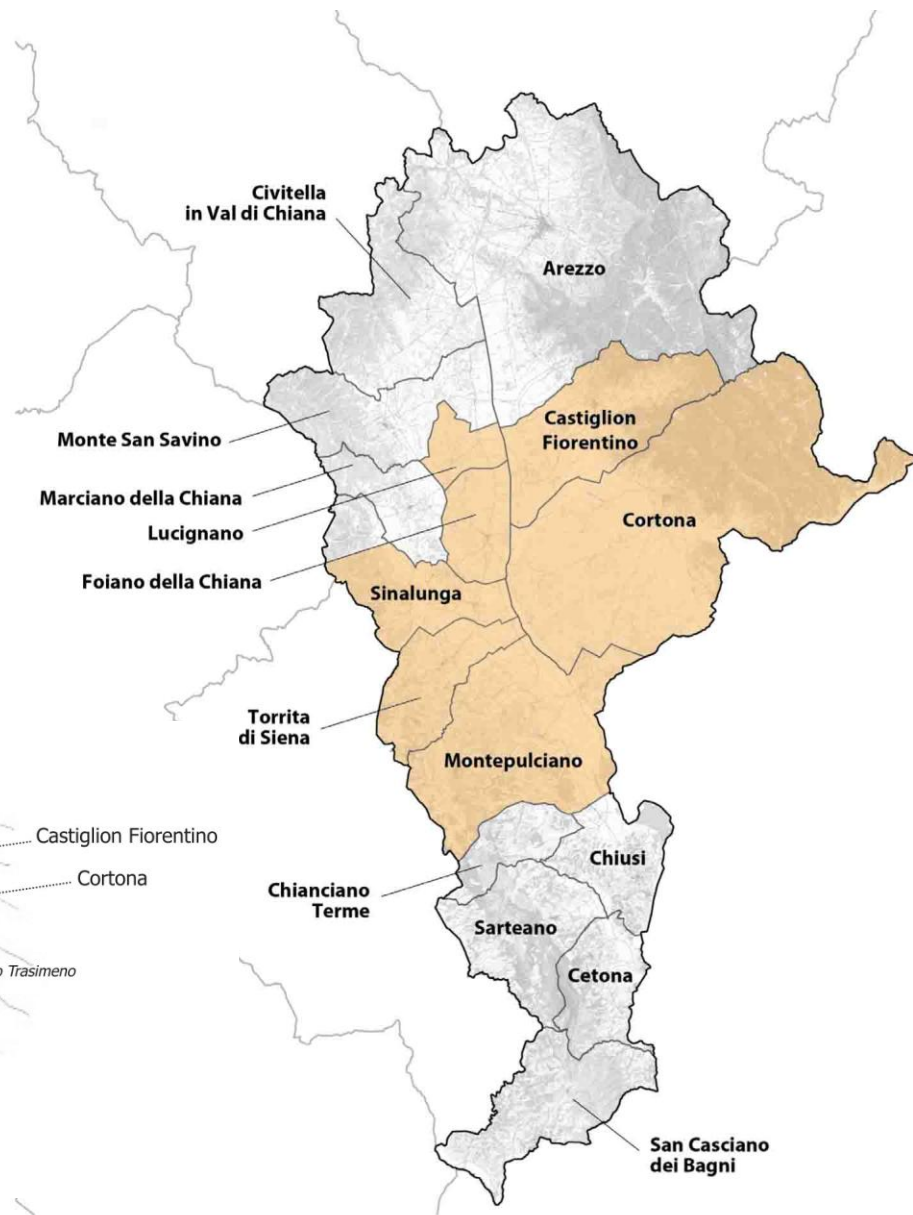 Civitella
in Val di Chiana
Arezzo
Castiglion
Fiorentino
Monte San Savino
Marciano della Chiana
Lucignano
Cortona
Foiano della Chiana
Sinalunga
Torrita
di Siena
Montepulciano
Castiglion Fiorentino
Cortona
Chiusi
Chianciano
Terme
Sarteano
Trasimeno
Cetona
San Casciano
dei Bagni